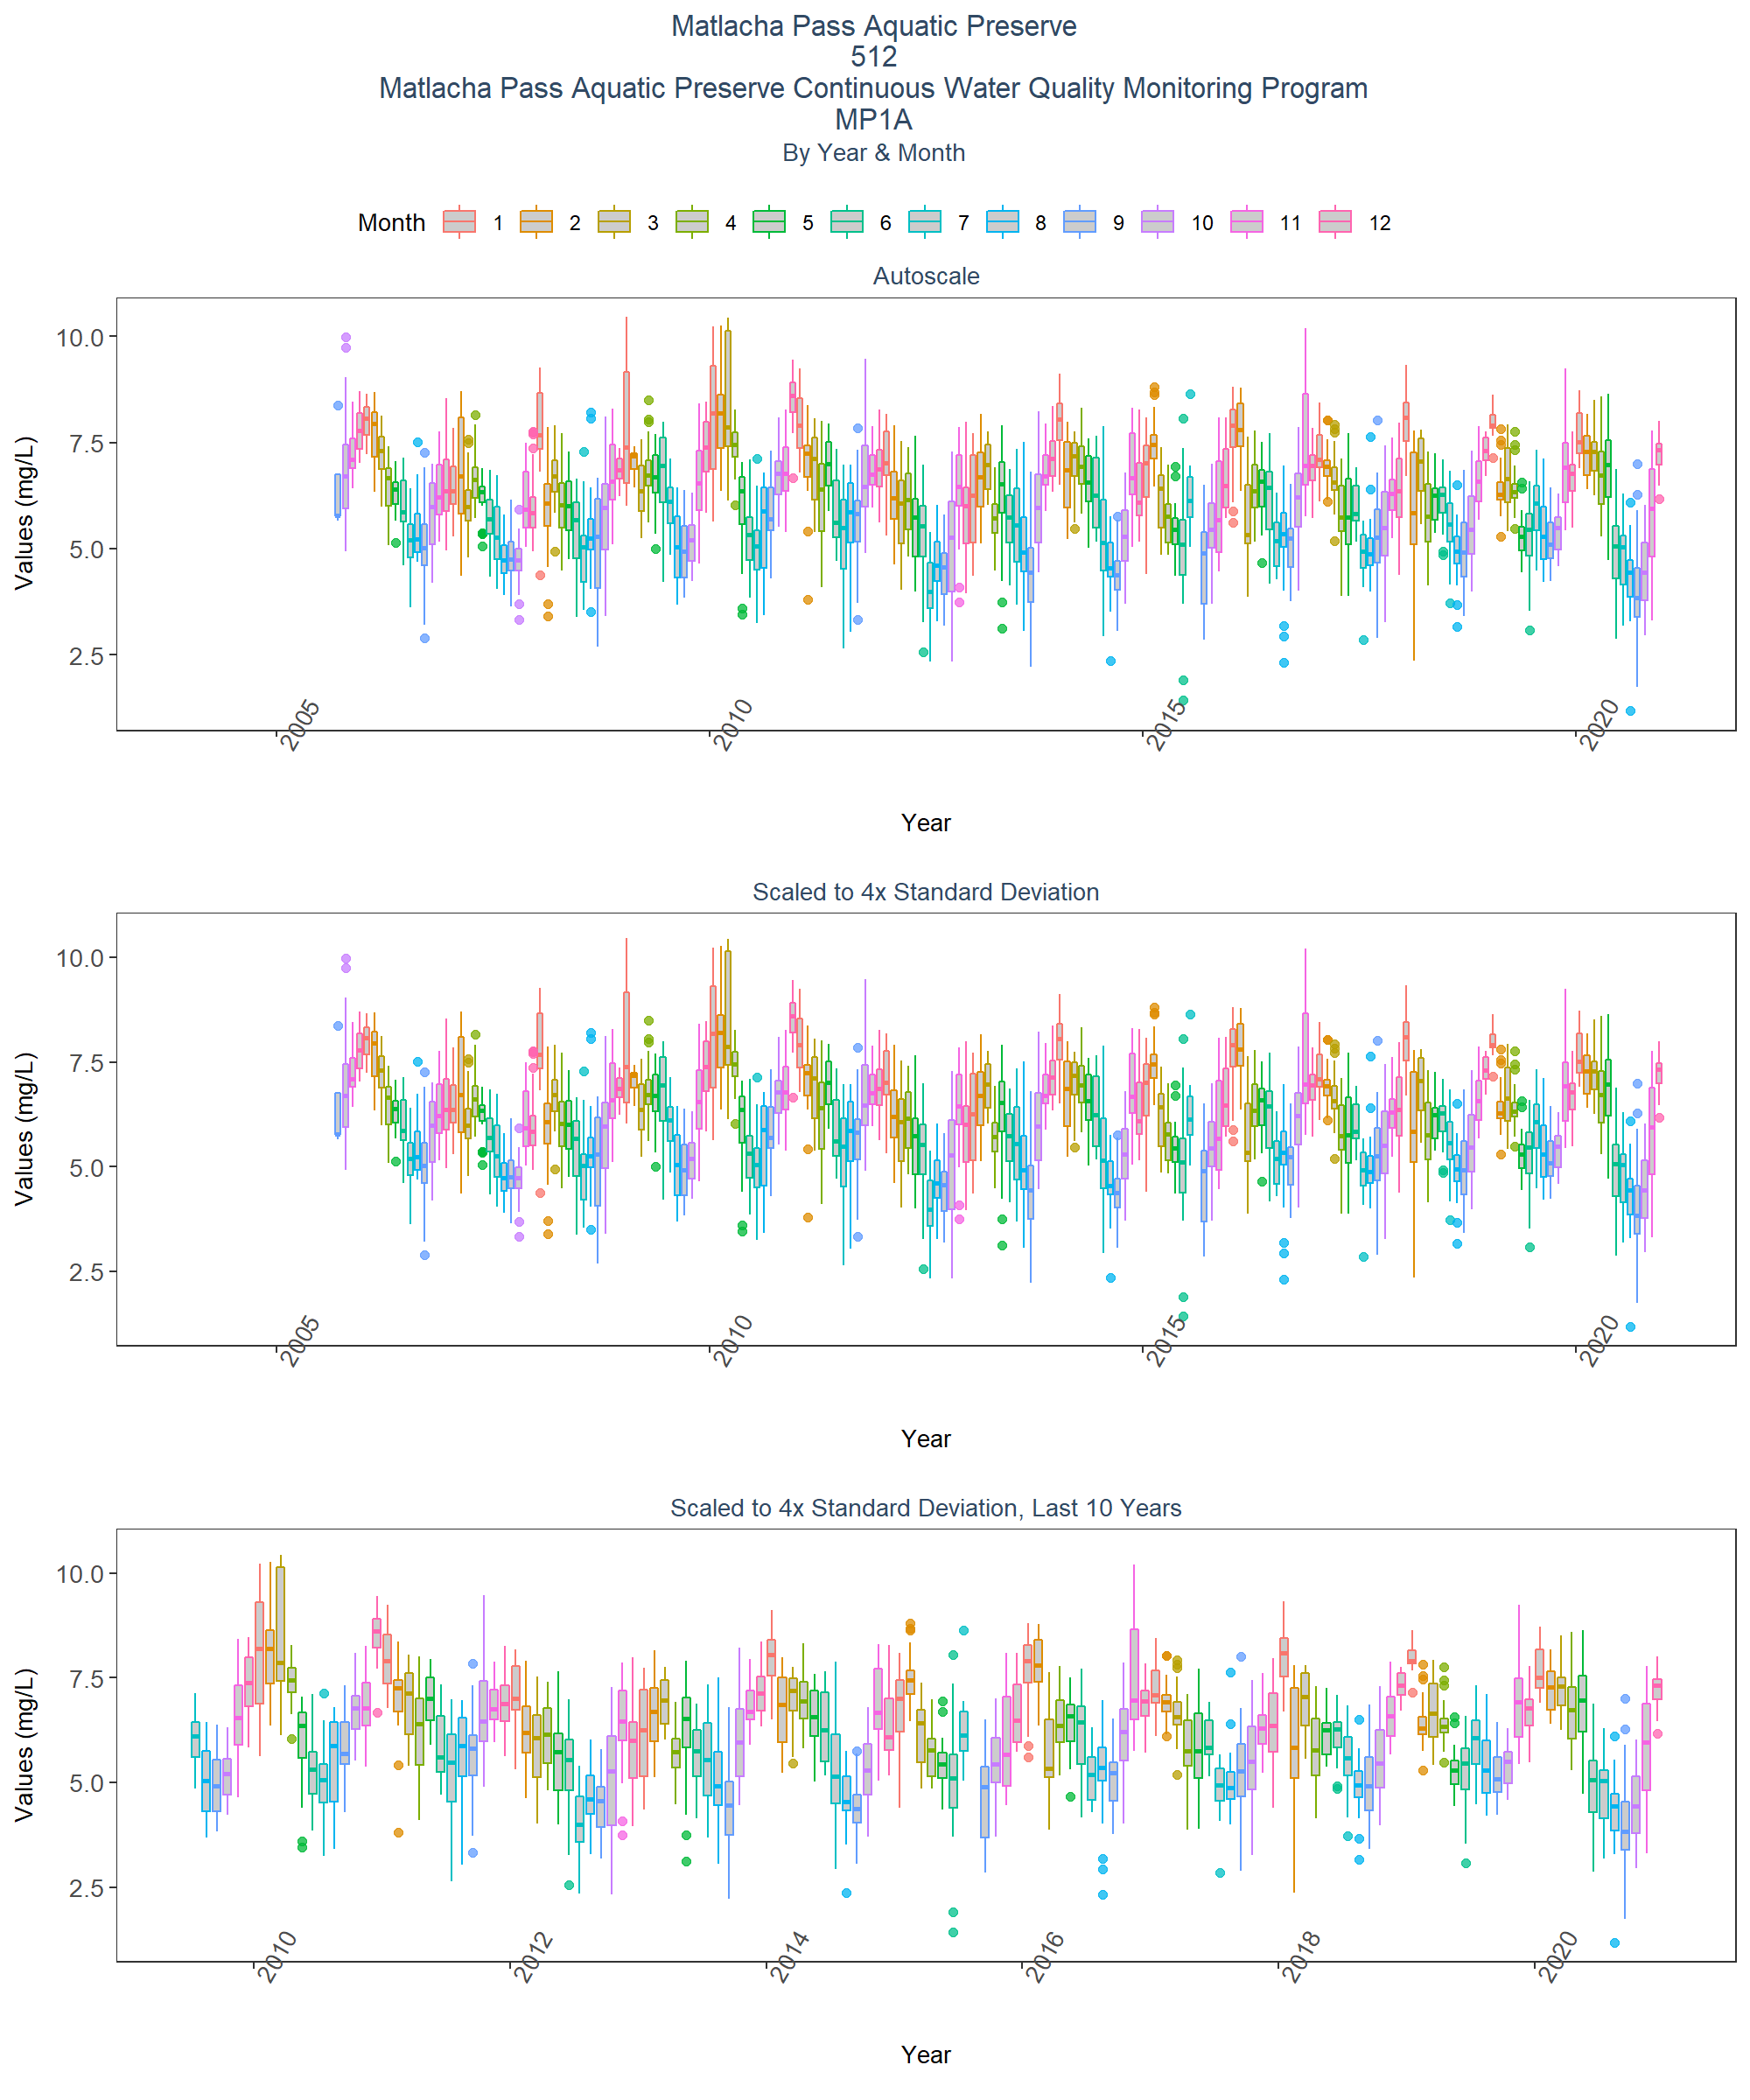 Matlacha Pass Aquatic Preserve
512
Matlacha Pass Aquatic Preserve Continuous Water Quality Monitoring Program
MP1A
By Year & Month
Month 1 2 3 4 5 6 7 8 9 10 11 12
Autoscale
Values (mg/L)
10.0
7.5
5.0
2.5
2005 2010 2015 2020
Year
Scaled to 4x Standard Deviation
Values (mg/L)
10.0
7.5
5.0
2.5
2005 2010 2015 2020
Year
Scaled to 4x Standard Deviation, Last 10 Years
Values (mg/L)
10.0
7.5
5.0
2.5
2010 2012 2014 2016 2018 2020
Year